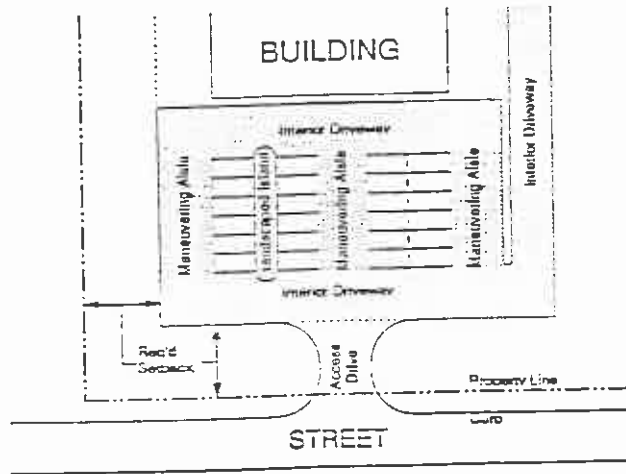 BUILDING
Interior Driveway
Interior Driveway
Maneuvering Aisle
Landscaped Island
Maneuvering Aisle
Maneuvering Aisle
Interior Driveway
Req'd
Setback
Access
Drive
Property Line
Curb
STREET